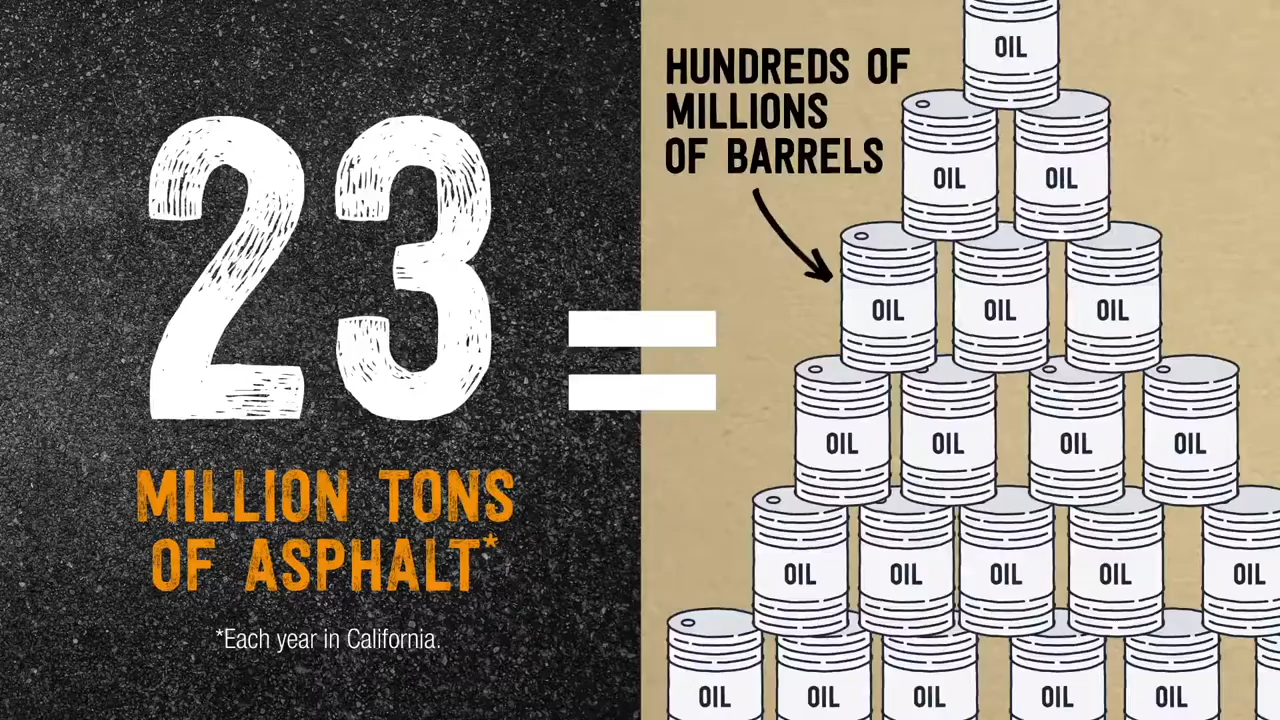 23
MILLION TONS
OF ASPHALT*
*Each year in California.
=
HUNDREDS OF
MILLIONS
OF BARRELS
OIL
OIL OIL
OIL OIL OIL
OIL OIL OIL OIL
OIL OIL OIL OIL OIL
OIL OIL OIL OIL OIL